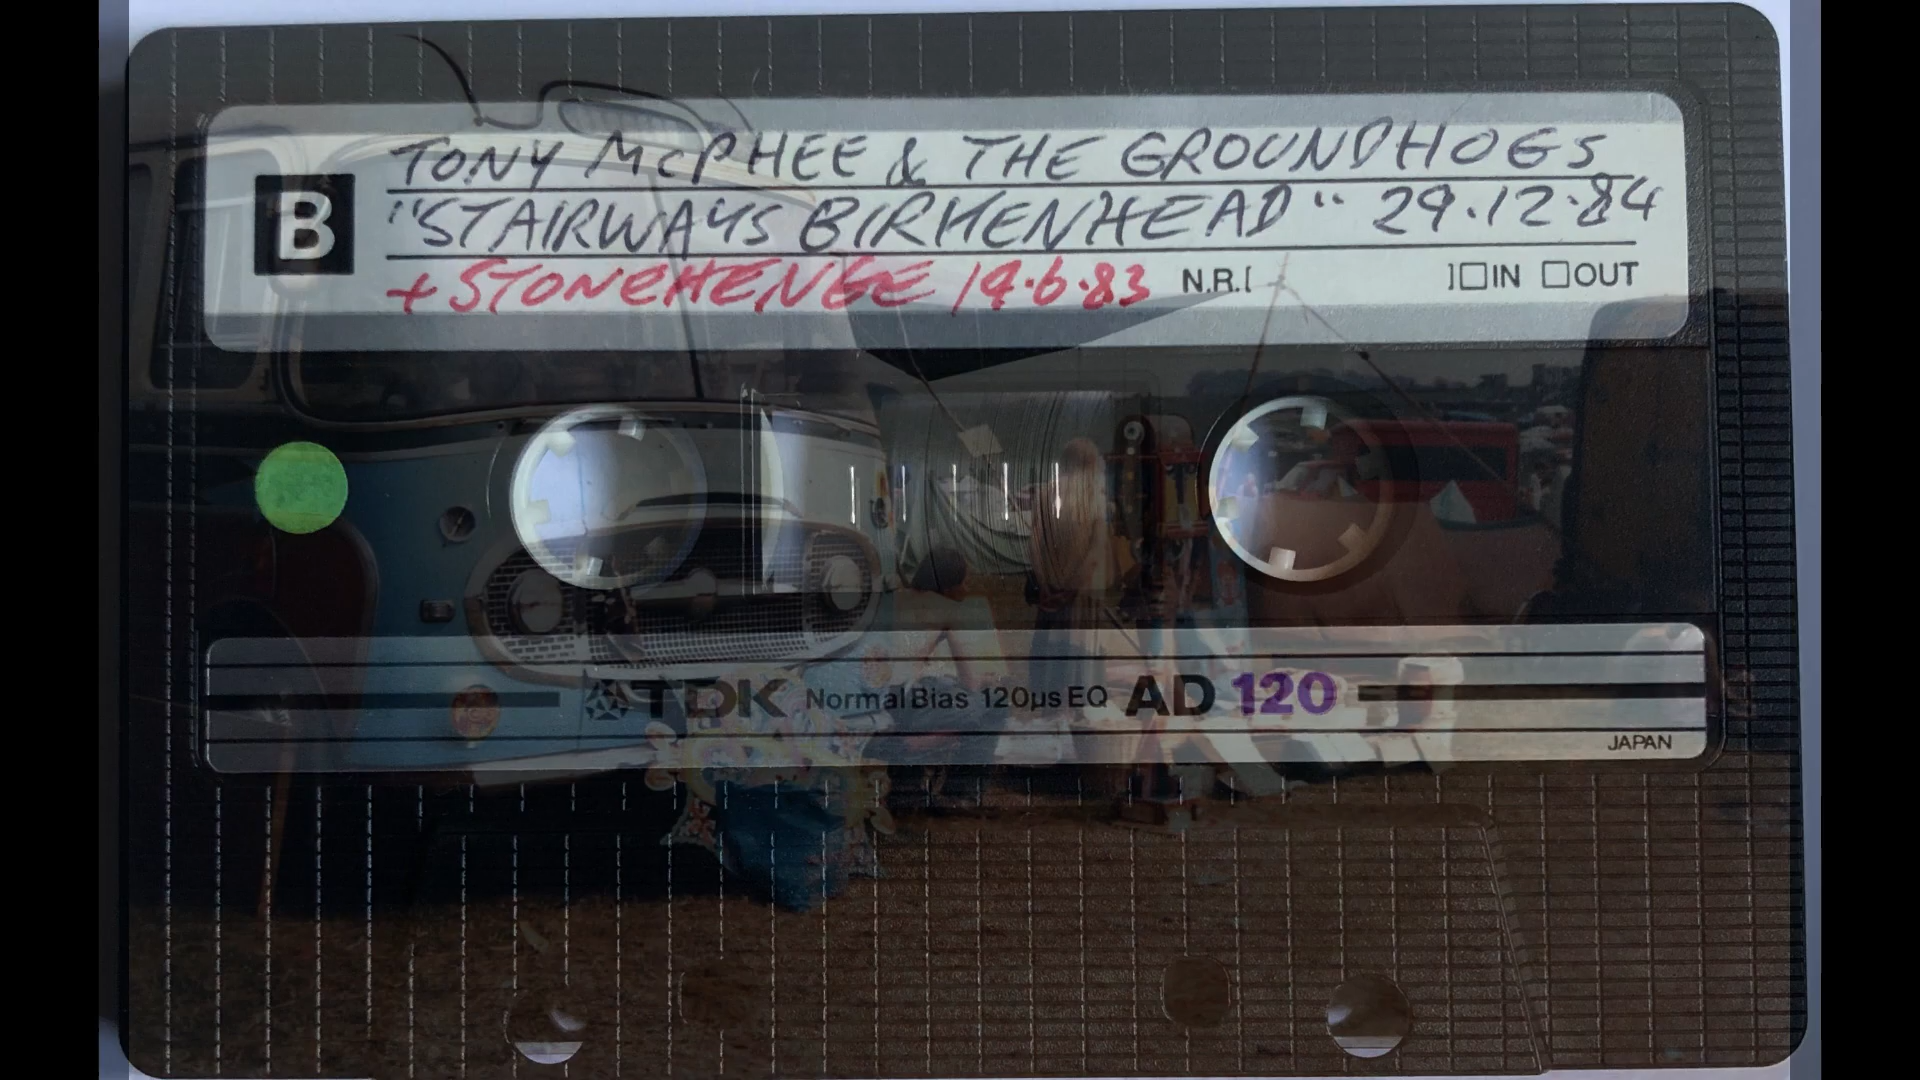 TONY McPHEE & THE GROUNDHOGS
B
"STAIRWAYS BIRKENHEAD" 29.12.84
+ STONEHENGE 19.6.83 N.R.[ ]□IN □OUT
TDK Normal Bias 120μs EQ AD 120
JAPAN